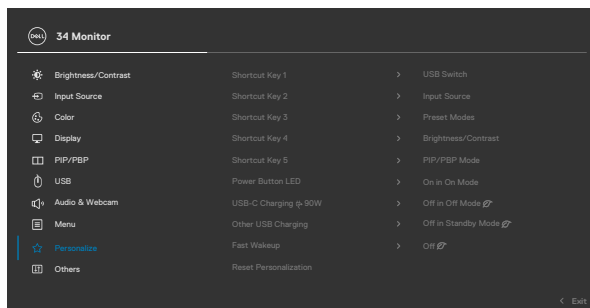 DELL 34 Monitor
Brightness/Contrast Shortcut Key 1 > USB Switch
Input Source Shortcut Key 2 > Input Source
Color Shortcut Key 3 > Preset Modes
Display Shortcut Key 4 > Brightness/Contrast
PIP/PBP Shortcut Key 5 > PIP/PBP Mode
USB Power Button LED > On in On Mode
Audio & Webcam USB-C Charging 90W > Off in Off Mode
Menu Other USB Charging > Off in Standby Mode
Personalize Fast Wakeup > Off
Others Reset Personalization
< Exit